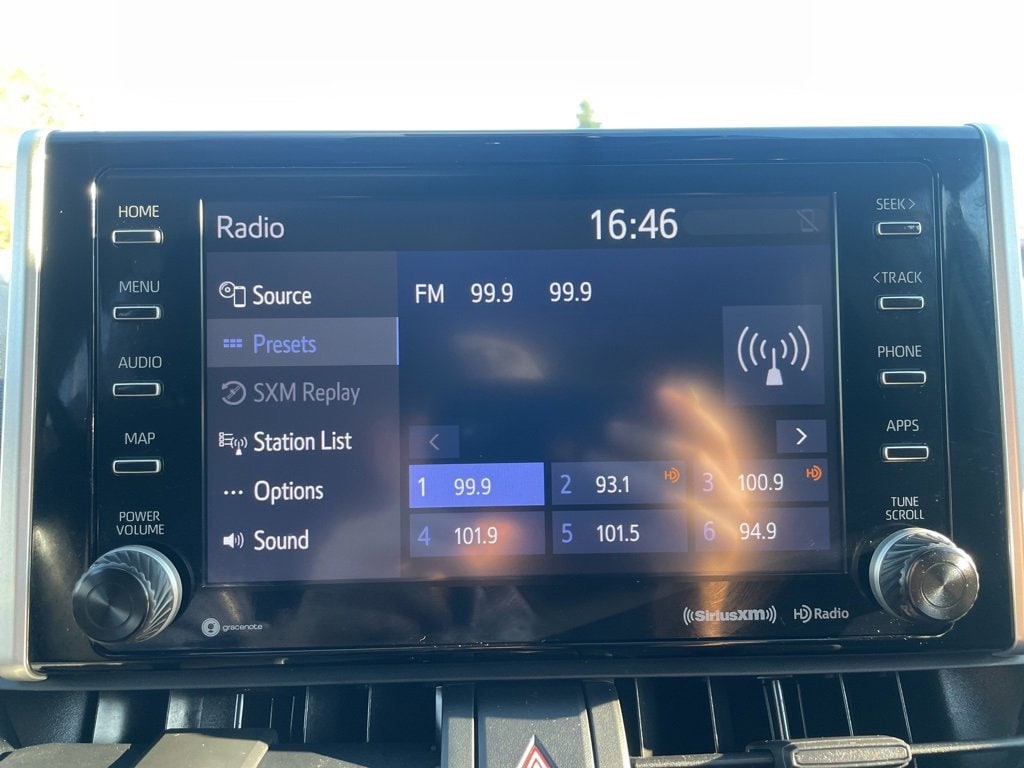 HOME
MENU
AUDIO
MAP
POWER
VOLUME
Radio 16:46
Source
Presets
SXM Replay
Station List
... Options
Sound
FM 99.9 99.9
< >
1 99.9 2 93.1 HD 3 100.9 HD
4 101.9 5 101.5 6 94.9
SEEK >
< TRACK
PHONE
APPS
TUNE
SCROLL
gracenote
SiriusXM HD Radio